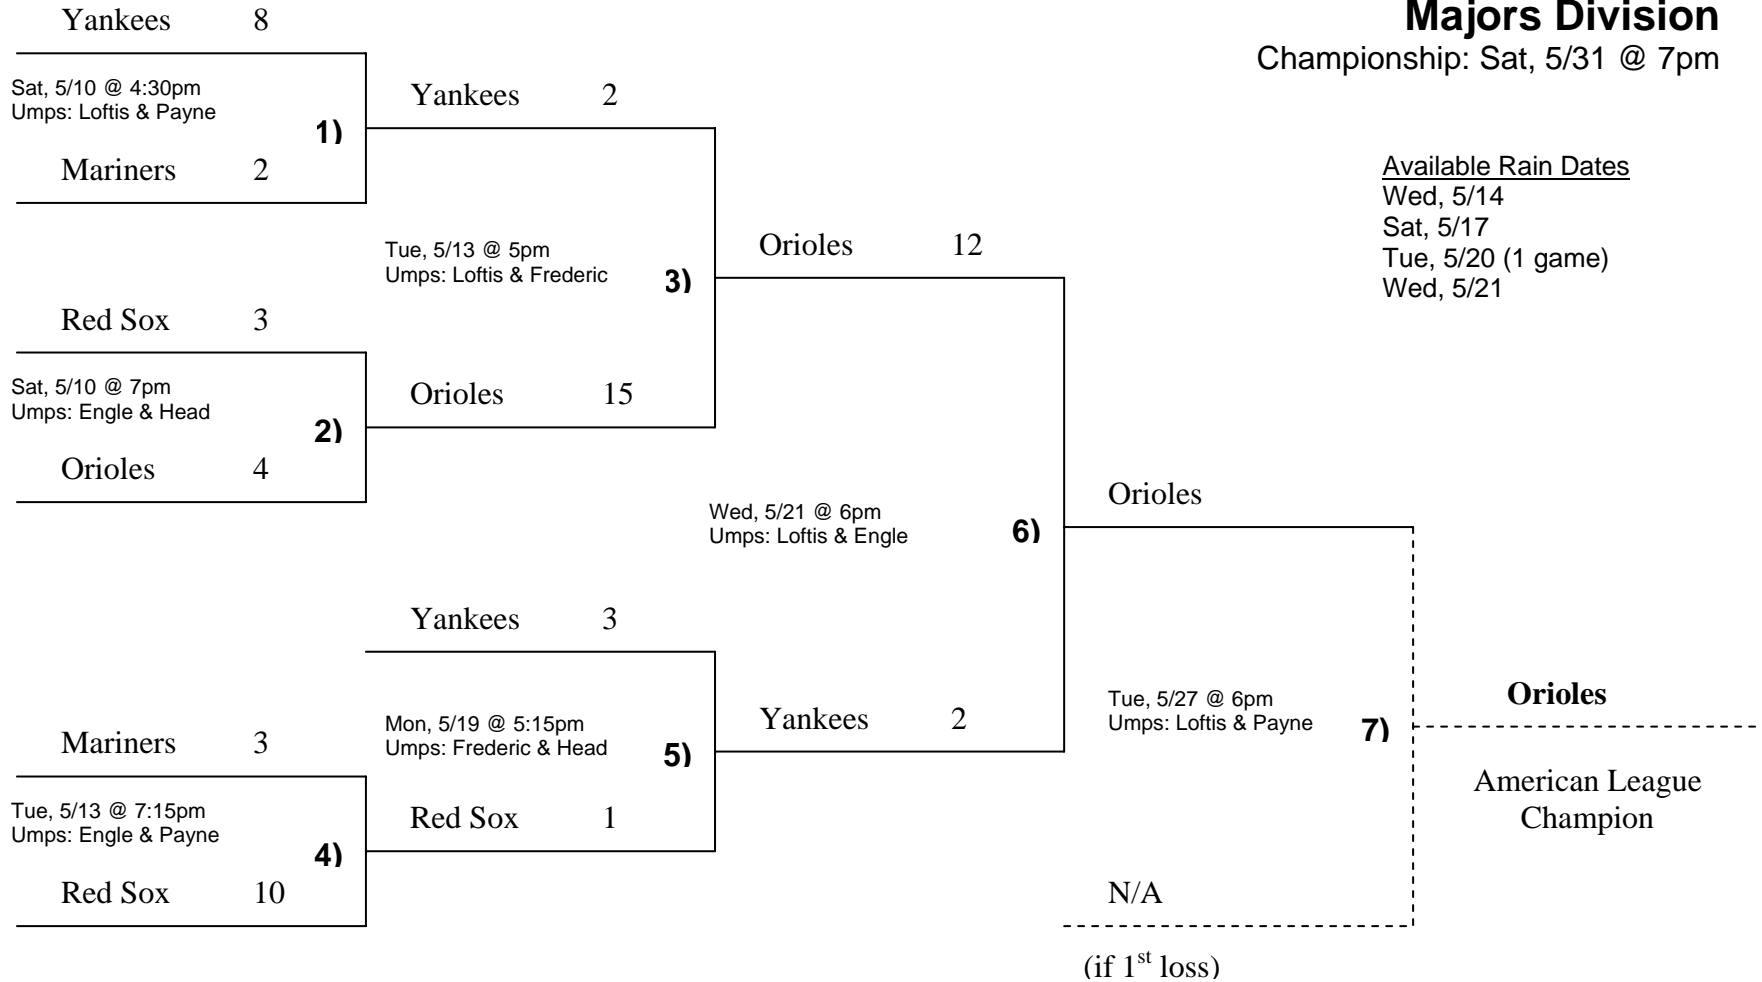 Majors Division
Championship: Sat, 5/31 @ 7pm
Available Rain Dates
Wed, 5/14
Sat, 5/17
Tue, 5/20 (1 game)
Wed, 5/21
Yankees 8
Sat, 5/10 @ 4:30pm
Umps: Loftis & Payne
1)
Mariners 2
Red Sox 3
Sat, 5/10 @ 7pm
Umps: Engle & Head
2)
Orioles 4
Yankees 2
Tue, 5/13 @ 5pm
Umps: Loftis & Frederic
3)
Orioles 15
Mariners 3
Tue, 5/13 @ 7:15pm
Umps: Engle & Payne
4)
Red Sox 10
Yankees 3
Mon, 5/19 @ 5:15pm
Umps: Frederic & Head
5)
Red Sox 1
Orioles 12
Wed, 5/21 @ 6pm
Umps: Loftis & Engle
6)
Yankees 2
Orioles
Tue, 5/27 @ 6pm
Umps: Loftis & Payne
7)
N/A
(if 1st loss)
Orioles
American League
Champion